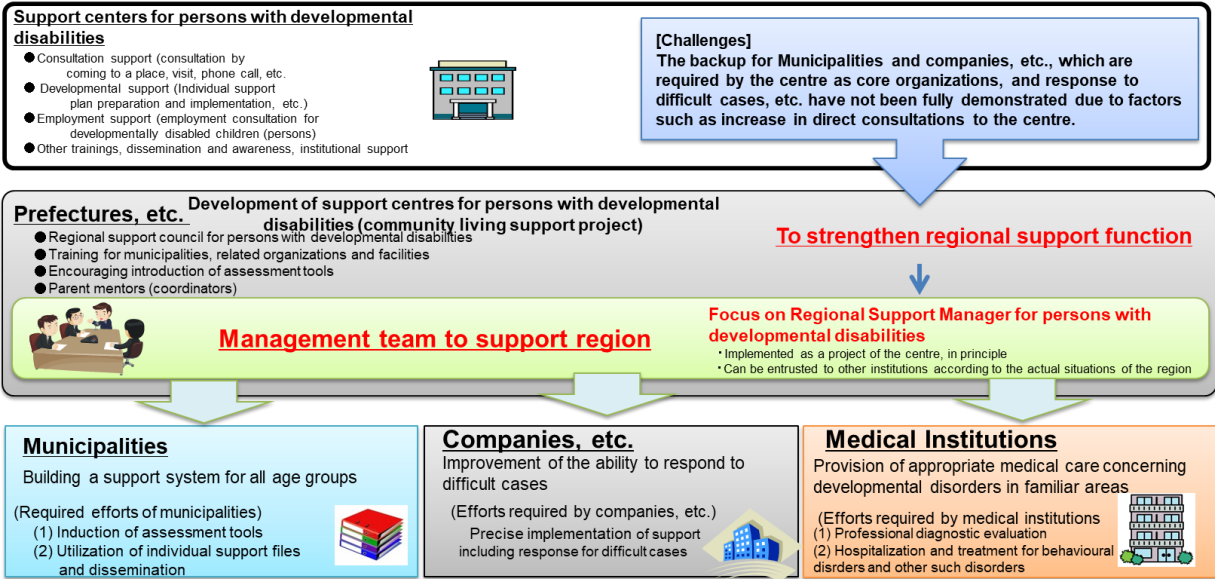 Support centers for persons with developmental
disabilities
●Consultation support (consultation by
coming to a place, visit, phone call, etc.
● Developmental support (Individual support
plan preparation and implementation, etc.)
●Employment support (employment consultation for
developmentally disabled children (persons)
●Other trainings, dissemination and awareness, institutional support
[Challenges]
The backup for Municipalities and companies, etc., which are
required by the centre as core organizations, and response to
difficult cases, etc. have not been fully demonstrated due to factors
such as increase in direct consultations to the centre.
Prefectures, etc.
Development of support centres for persons with developmental
disabilities (community living support project)
●Regional support council for persons with developmental disabilities
●Training for municipalities, related organizations and facilities
●Encouraging introduction of assessment tools
●Parent mentors (coordinators)
To strengthen regional support function
Management team to support region
Focus on Regional Support Manager for persons with
developmental disabilities
・Implemented as a project of the centre, in principle
・Can be entrusted to other institutions according to the actual situations of the region
Municipalities
Building a support system for all age groups
(Required efforts of municipalities)
(1) Induction of assessment tools
(2) Utilization of individual support files
and dissemination
Companies, etc.
Improvement of the ability to respond to
difficult cases
(Efforts required by companies, etc.)
Precise implementation of support
including response for difficult cases
Medical Institutions
Provision of appropriate medical care concerning
developmental disorders in familiar areas
(Efforts required by medical institutions
(1) Professional diagnostic evaluation
(2) Hospitalization and treatment for behavioural
disrders and other such disorders